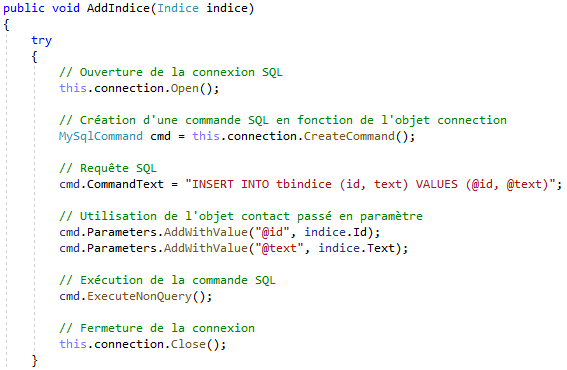 public void AddIndice(Indice indice)
{
try
{
// Ouverture de la connexion SQL
this.connection.Open();
// Création d'une commande SQL en fonction de l'objet connection
MySqlCommand cmd = this.connection.CreateCommand();
// Requête SQL
cmd.CommandText = "INSERT INTO tbindice (id, text) VALUES (@id, @text)";
// Utilisation de l'objet contact passé en paramètre
cmd.Parameters.AddWithValue("@id", indice.Id);
cmd.Parameters.AddWithValue("@text", indice.Text);
// Exécution de la commande SQL
cmd.ExecuteNonQuery();
// Fermeture de la connexion
this.connection.Close();
}